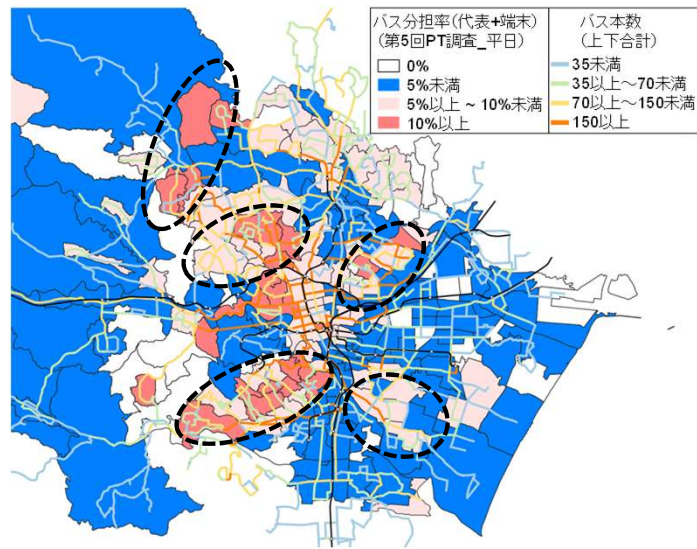 バス分担率(代表+端末)
(第5回PT調査_平日)
0%
5%未満
5%以上 ~ 10%未満
10%以上
バス本数
(上下合計)
35未満
35以上～70未満
70以上～150未満
150以上